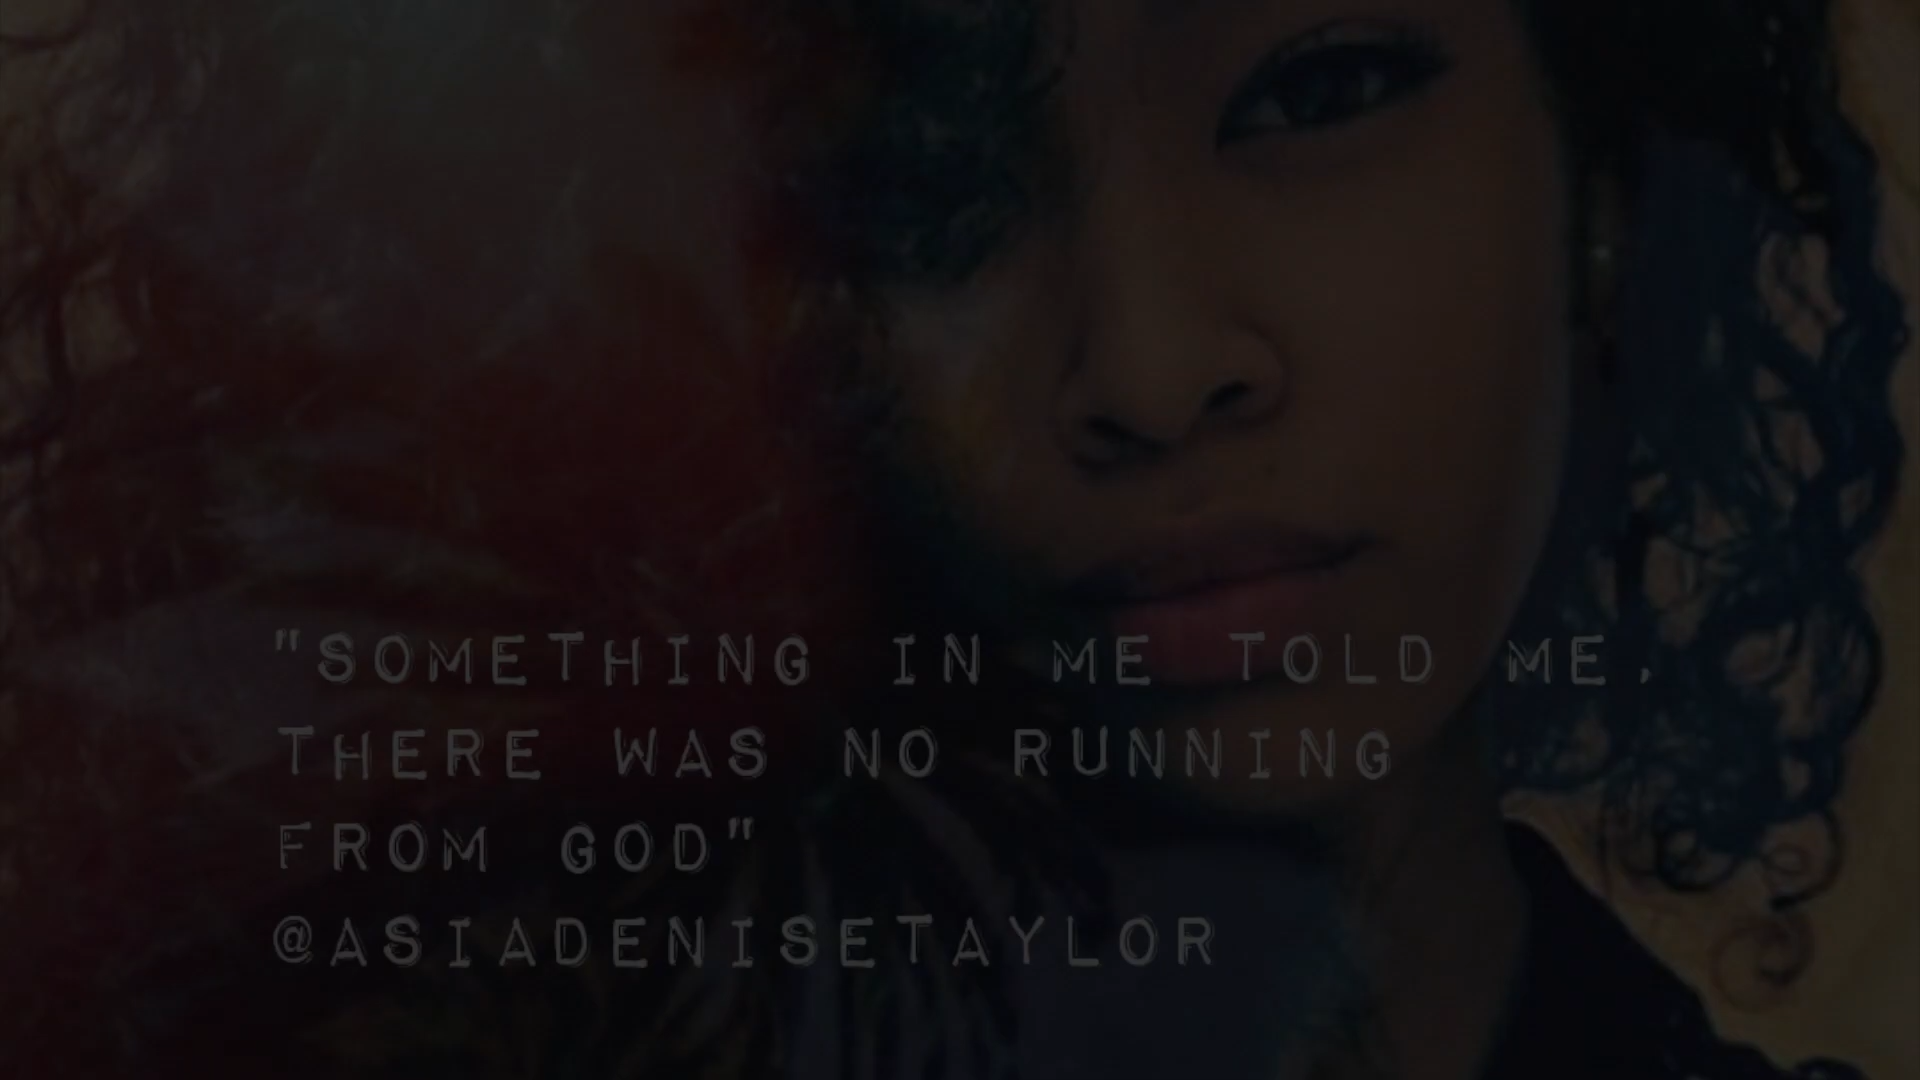 "SOMETHING IN ME TOLD ME,
THERE WAS NO RUNNING
FROM GOD"
@ASIADENISETAYLOR